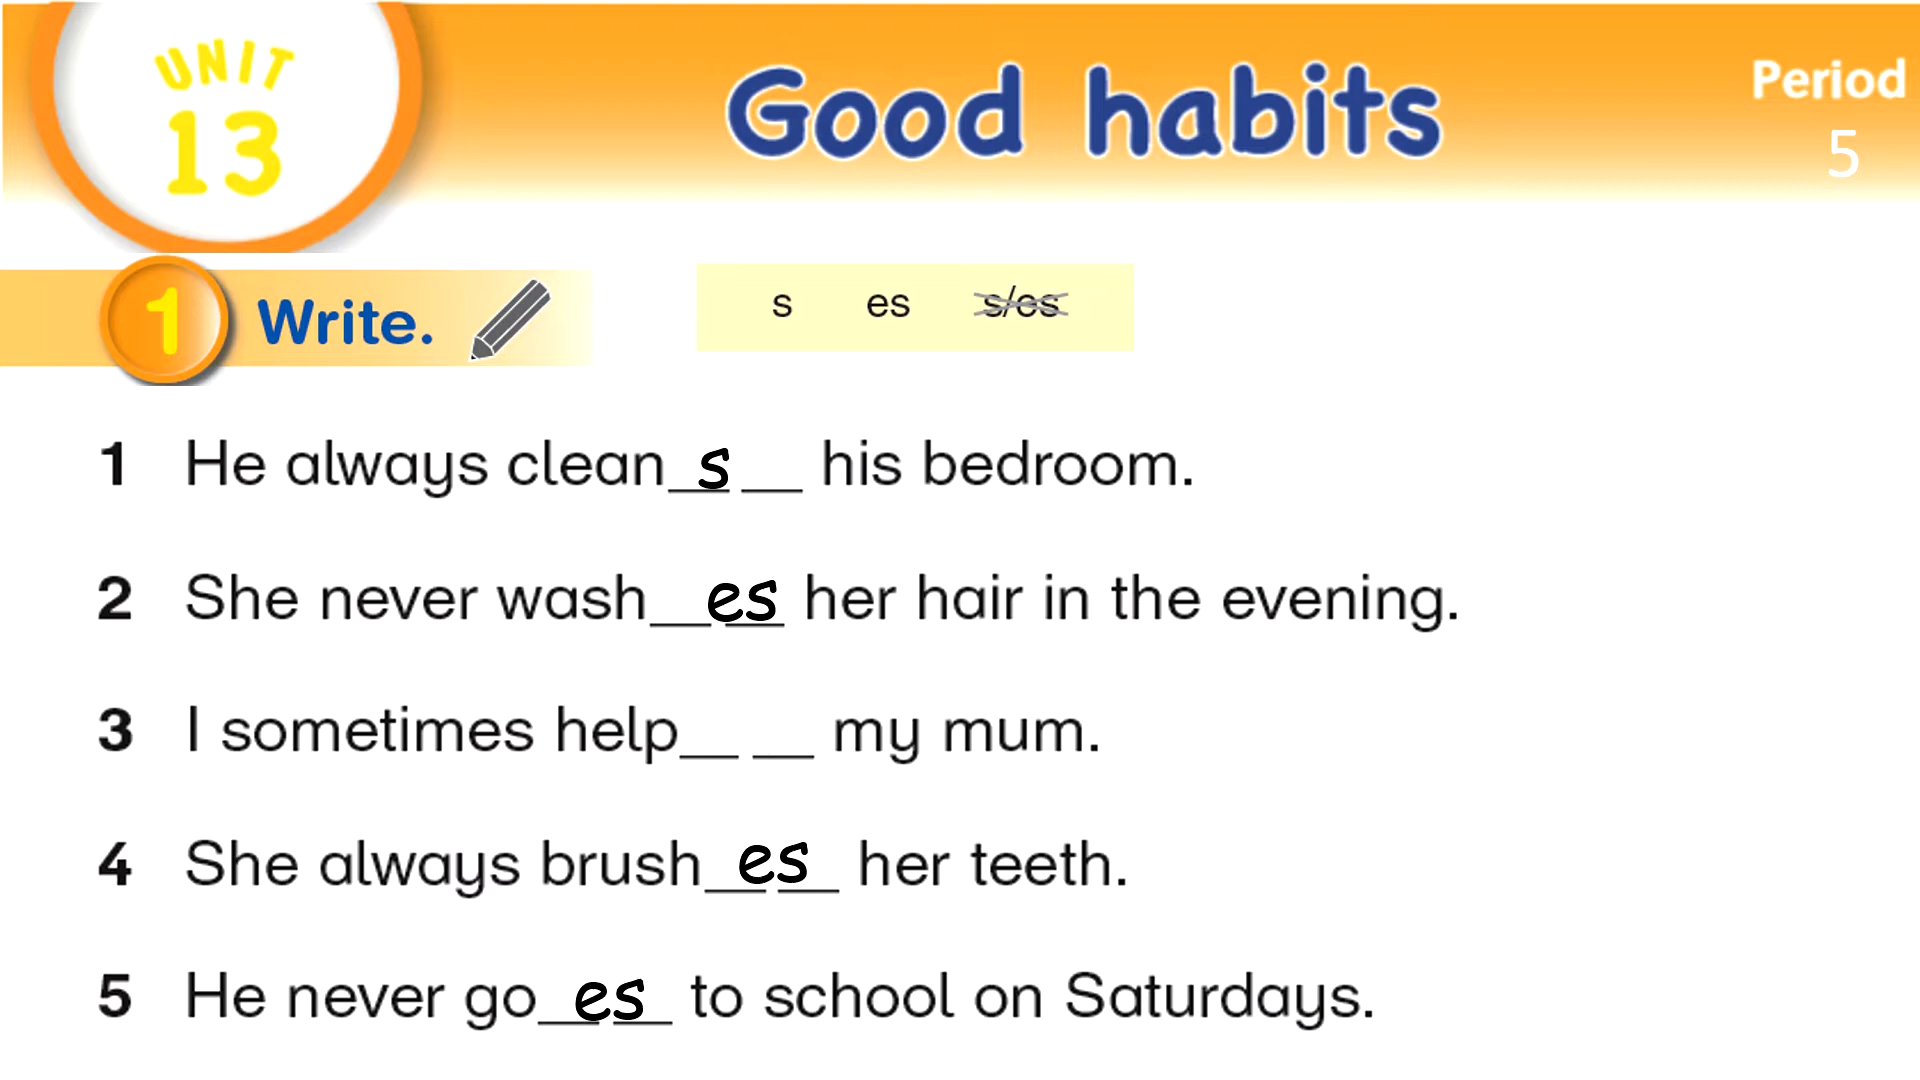 UNIT
13
Good habits
Period
5
1 Write.
s es s/es
1 He always clean_s_ __ his bedroom.
2 She never wash__es__ her hair in the evening.
3 I sometimes help__ __ my mum.
4 She always brush__es__ her teeth.
5 He never go__es__ to school on Saturdays.